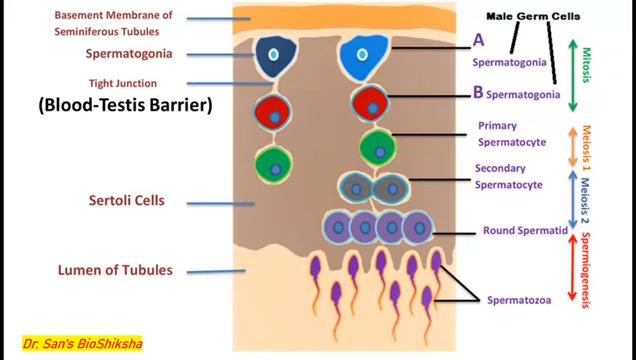 Basement Membrane of
Seminiferous Tubules
Spermatogonia
Tight Junction
(Blood-Testis Barrier)
Sertoli Cells
Lumen of Tubules
Dr. San's BioShiksha
Male Germ Cells
A
Spermatogonia
B Spermatogonia
Primary
Spermatocyte
Secondary
Spermatocyte
Round Spermatid
Spermatozoa
Mitosis
Meiosis 1
Meiosis 2
Spermiogenesis